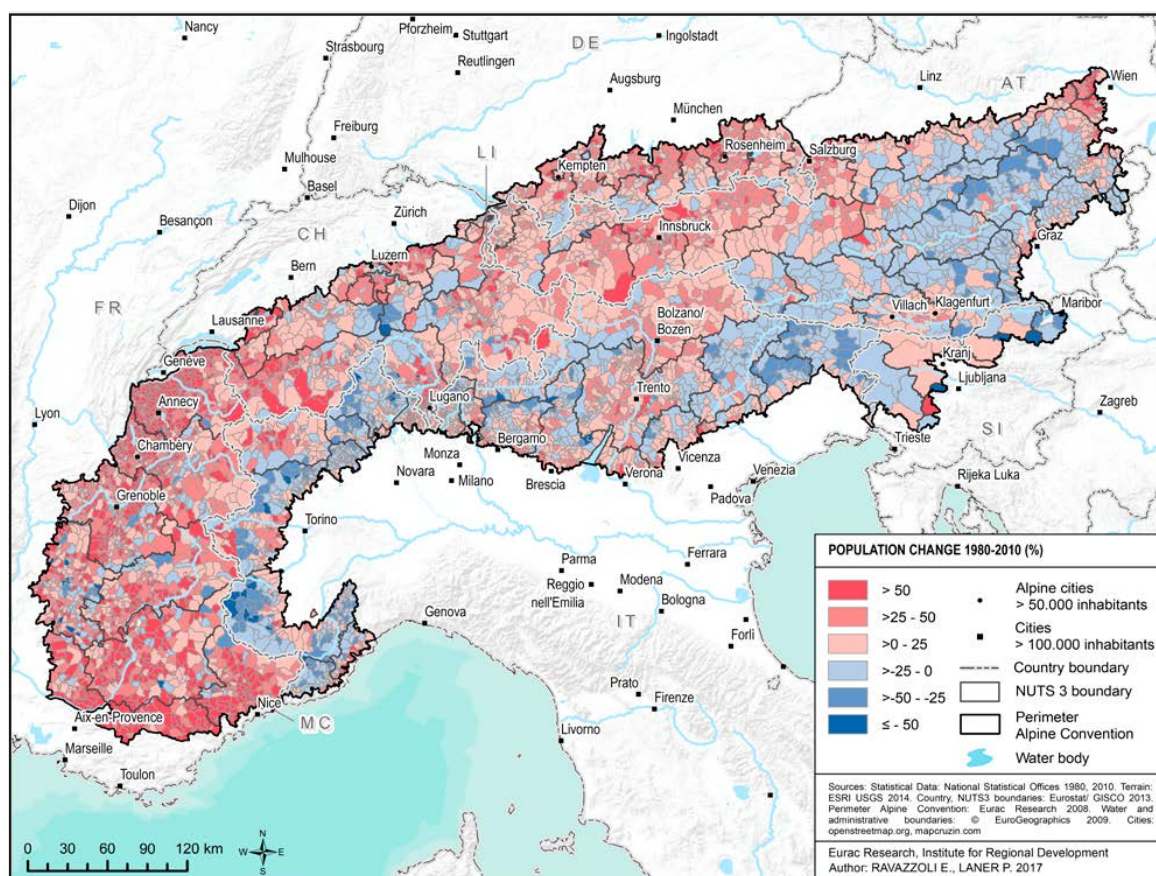 Nancy
Pforzheim
Stuttgart
DE
Ingolstadt
Strasbourg
Reutlingen
Augsburg
Linz
AT
Wien
München
Freiburg
Rosenheim
Salzburg
LI
Kempten
Mulhouse
Basel
Dijon
Besançon
Zürich
CH
Innsbruck
Graz
Luzern
Bern
FR
Villach
Klagenfurt
Maribor
Bolzano/
Bozen
Lausanne
Genève
Kranj
Ljubljana
Trento
Lugano
Annecy
Lyon
Zagreb
SI
Chambéry
Bergamo
Trieste
Monza
Novara
Milano
Brescia
Verona
Vicenza
Venezia
Padova
Rijeka Luka
Grenoble
Torino
Parma
Ferrara
Reggio
nell'Emilia
Modena
Bologna
Genova
IT
Forlì
Prato
Firenze
Nice
MC
Aix-en-Provence
Livorno
Marseille
Toulon
0 30 60 90 120 km
N
W E
S
POPULATION CHANGE 1980-2010 (%)
> 50
>25 - 50
>0 - 25
>-25 - 0
>-50 - -25
≤ - 50
Alpine cities
> 50.000 inhabitants
Cities
> 100.000 inhabitants
Country boundary
NUTS 3 boundary
Perimeter
Alpine Convention
Water body
Sources: Statistical Data: National Statistical Offices 1980, 2010. Terrain:
ESRI USGS 2014. Country, NUTS3 boundaries: Eurostat/ GISCO 2013.
Perimeter Alpine Convention: Eurac Research 2008. Water and
administrative boundaries: © EuroGeographics 2009. Cities:
openstreetmap.org, mapcruzin.com
Eurac Research, Institute for Regional Development
Author: RAVAZZOLI E., LANER P. 2017